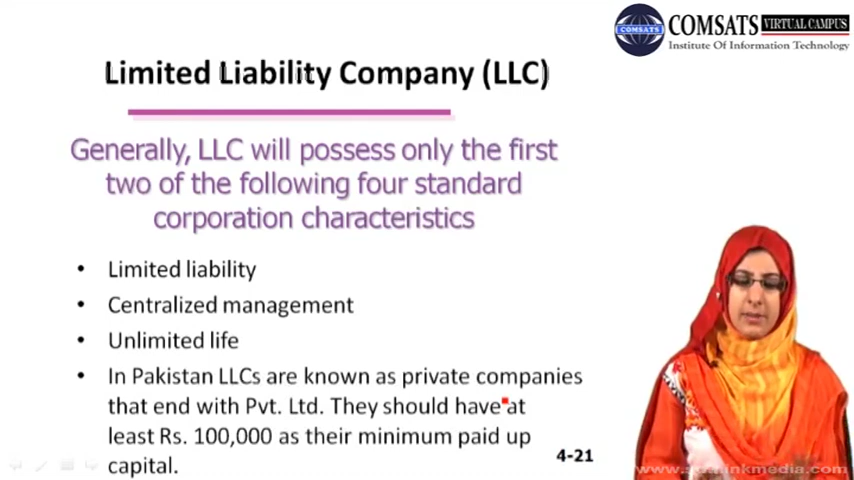 COMSATS VIRTUAL CAMPUS
COMSATS
Institute Of Information Technology
Limited Liability Company (LLC)
Generally, LLC will possess only the first
two of the following four standard
corporation characteristics
• Limited liability
• Centralized management
• Unlimited life
• In Pakistan LLCs are known as private companies
that end with Pvt. Ltd. They should have at
least Rs. 100,000 as their minimum paid up
capital.
4-21